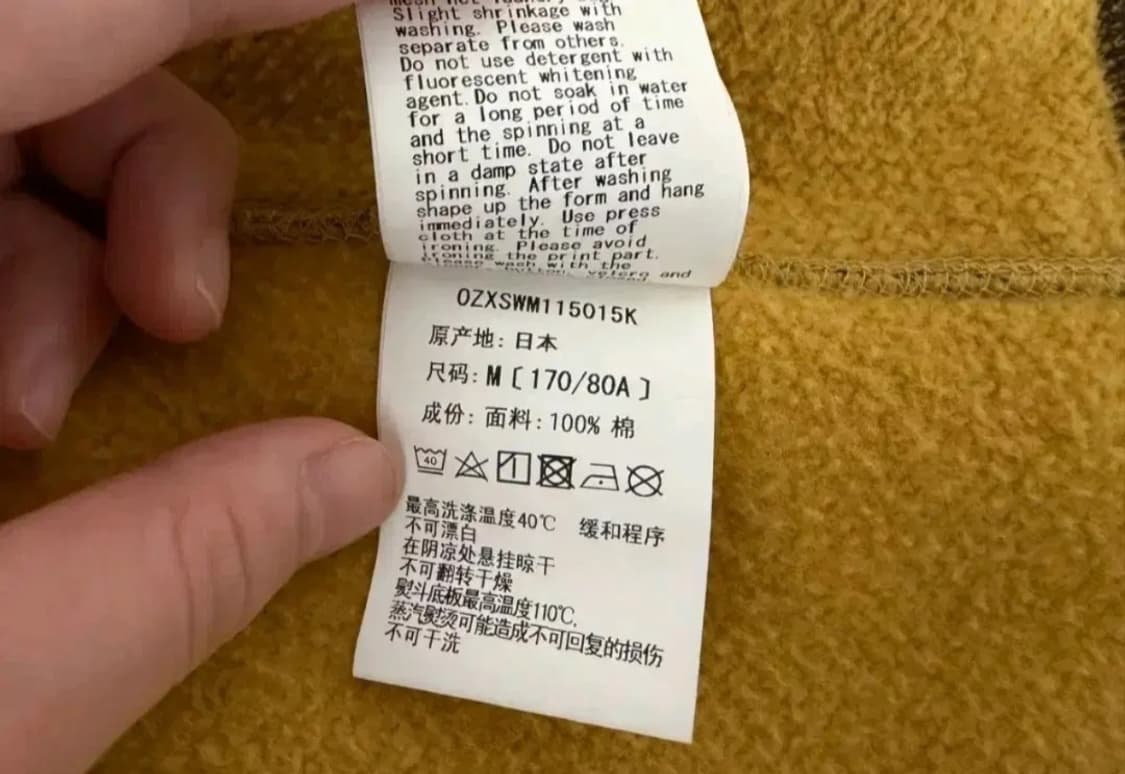 Slight shrinkage with
washing. Please wash
separate from others.
Do not use detergent with
fluorescent whitening
agent. Do not soak in water
for a long period of time
and the spinning at a
short time. Do not leave
in a damp state after
spinning. After washing
shape up the form and hang
immediately. Use press
cloth at the time of
ironing. Please avoid
ironing the print part.
Please wash with the
button, velcro and
OZXSWM115015K
原产地: 日本
尺码: M [170/80A]
成份: 面料: 100% 棉
40
最高洗涤温度40℃ 缓和程序
不可漂白
在阴凉处悬挂晾干
不可翻转干燥
熨斗底板最高温度110℃,
蒸汽熨烫可能造成不可回复的损伤
不可干洗